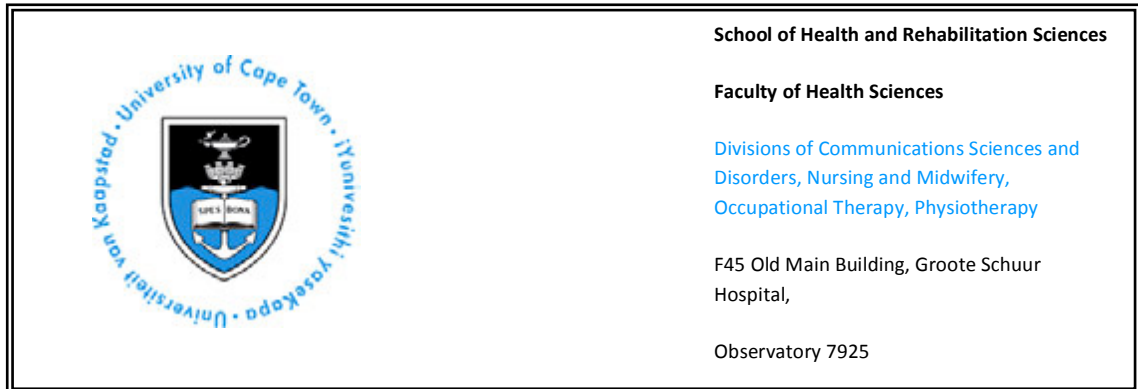 University of Cape Town · iYunivesithi yaseKapa · Universiteit van Kaapstad ·
SPES BONA
School of Health and Rehabilitation Sciences
Faculty of Health Sciences
Divisions of Communications Sciences and
Disorders, Nursing and Midwifery,
Occupational Therapy, Physiotherapy
F45 Old Main Building, Groote Schuur
Hospital,
Observatory 7925